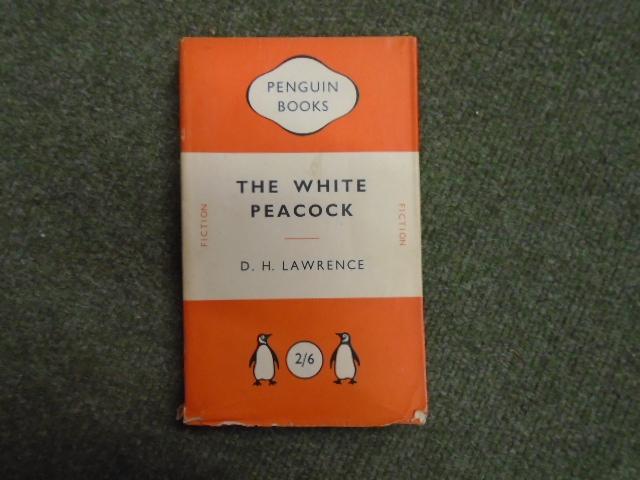 PENGUIN
BOOKS
THE WHITE
PEACOCK
FICTION
FICTION
D. H. LAWRENCE
2/6